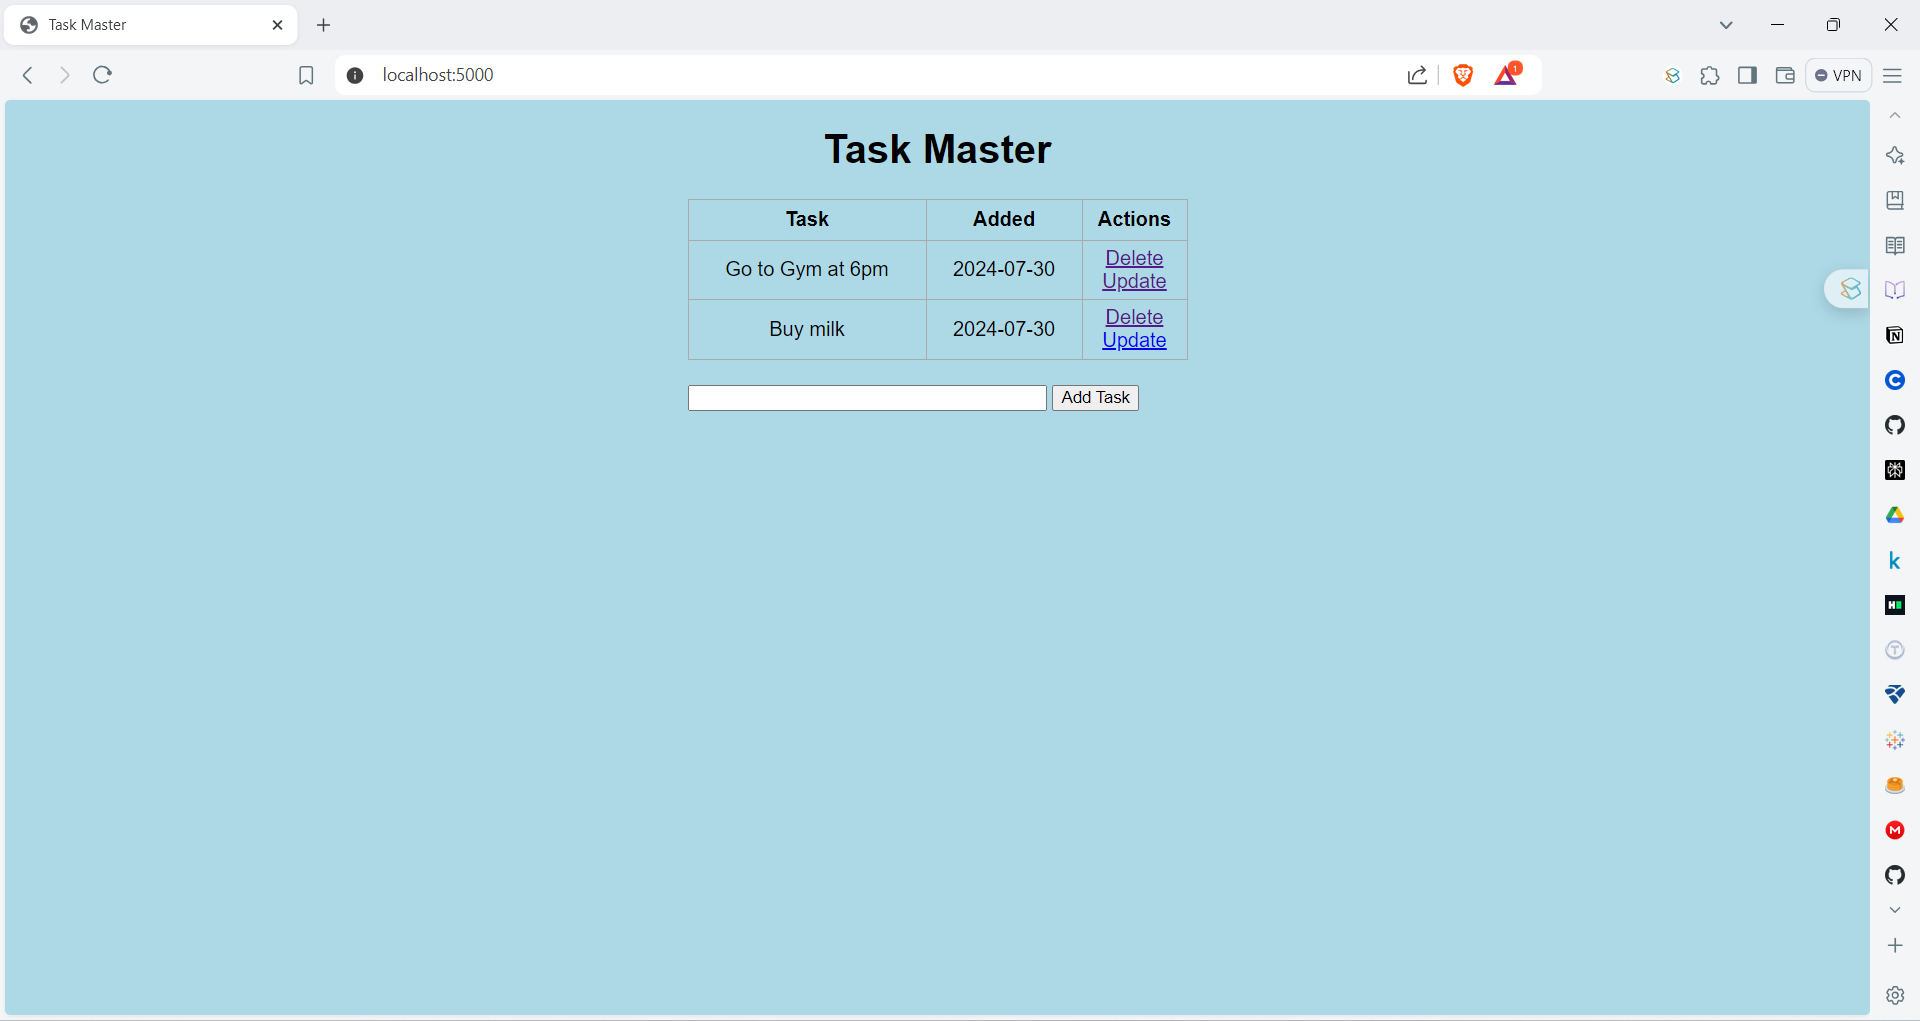 Task Master
localhost:5000
1
VPN
Task Master
Task Added Actions
Go to Gym at 6pm 2024-07-30 Delete
Update
Buy milk 2024-07-30 Delete
Update
Add Task